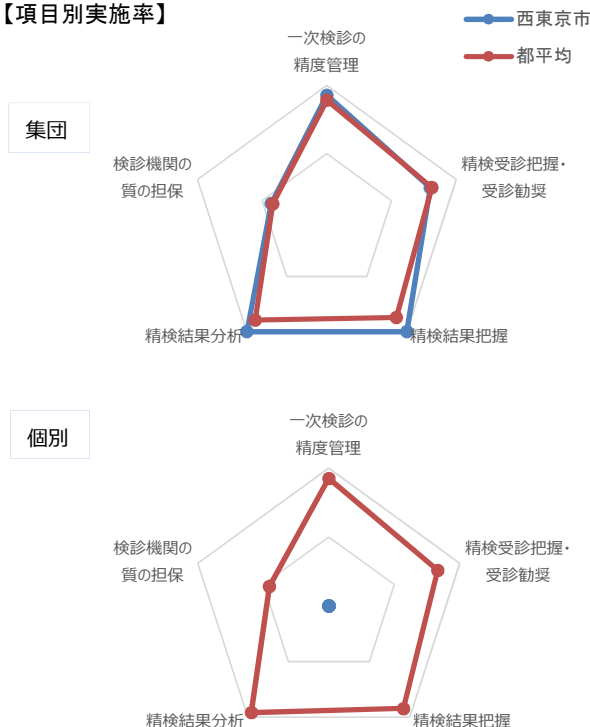 【項目別実施率】
西東京市
都平均
集団
一次検診の
精度管理
精検受診把握・
受診勧奨
精検結果把握
精検結果分析
検診機関の
質の担保
個別
一次検診の
精度管理
精検受診把握・
受診勧奨
精検結果把握
精検結果分析
検診機関の
質の担保